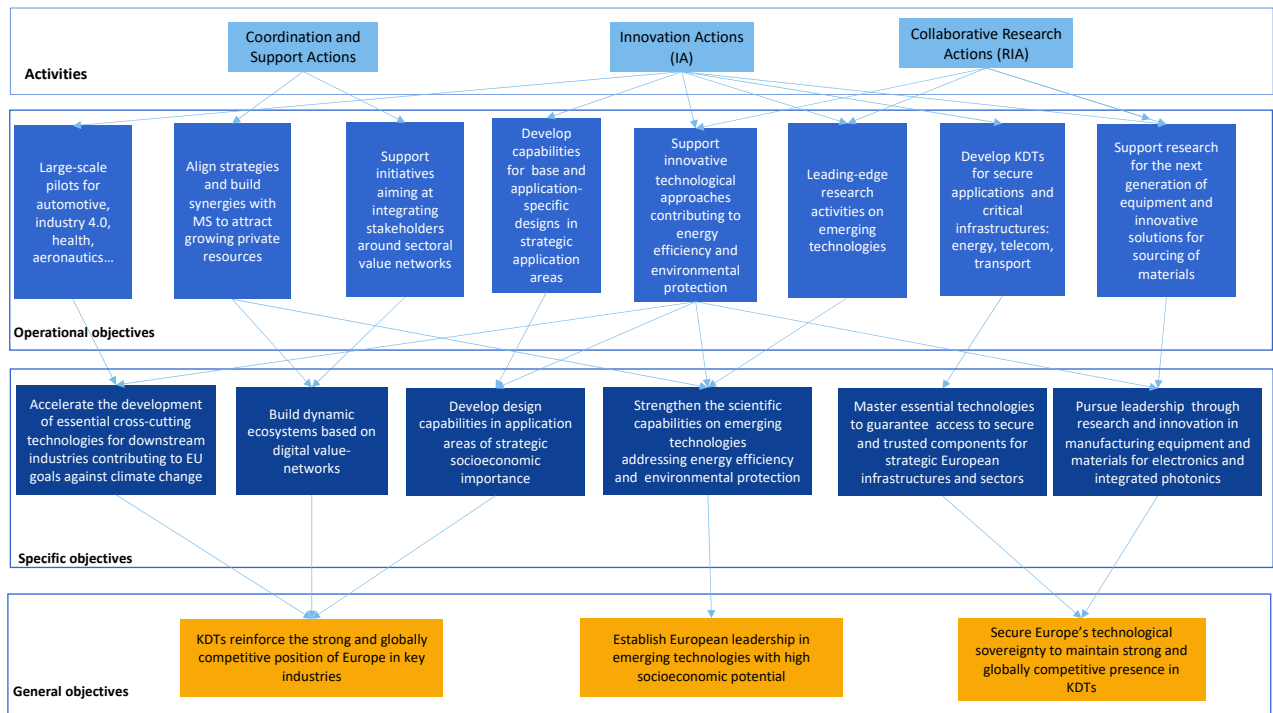 Coordination and
Support Actions
Innovation Actions
(IA)
Collaborative Research
Actions (RIA)
Activities
Large-scale
pilots for
automotive,
industry 4.0,
health,
aeronautics…
Align strategies
and build
synergies with
MS to attract
growing private
resources
Support
initiatives
aiming at
integrating
stakeholders
around sectoral
value networks
Develop
capabilities
for base and
application-
specific
designs in
strategic
application
areas
Support
innovative
technological
approaches
contributing to
energy
efficiency and
environmental
protection
Leading-edge
research
activities on
emerging
technologies
Develop KDTs
for secure
applications and
critical
infrastructures:
energy, telecom,
transport
Support research
for the next
generation of
equipment and
innovative
solutions for
sourcing of
materials
Operational objectives
Accelerate the development
of essential cross-cutting
technologies for downstream
industries contributing to EU
goals against climate change
Build dynamic
ecosystems based on
digital value-
networks
Develop design
capabilities in application
areas of strategic
socioeconomic
importance
Strengthen the scientific
capabilities on emerging
technologies
addressing energy efficiency
and environmental protection
Master essential technologies
to guarantee access to secure
and trusted components for
strategic European
infrastructures and sectors
Pursue leadership through
research and innovation in
manufacturing equipment and
materials for electronics and
integrated photonics
Specific objectives
KDTs reinforce the strong and globally
competitive position of Europe in key
industries
Establish European leadership in
emerging technologies with high
socioeconomic potential
Secure Europe's technological
sovereignty to maintain strong and
globally competitive presence in
KDTs
General objectives